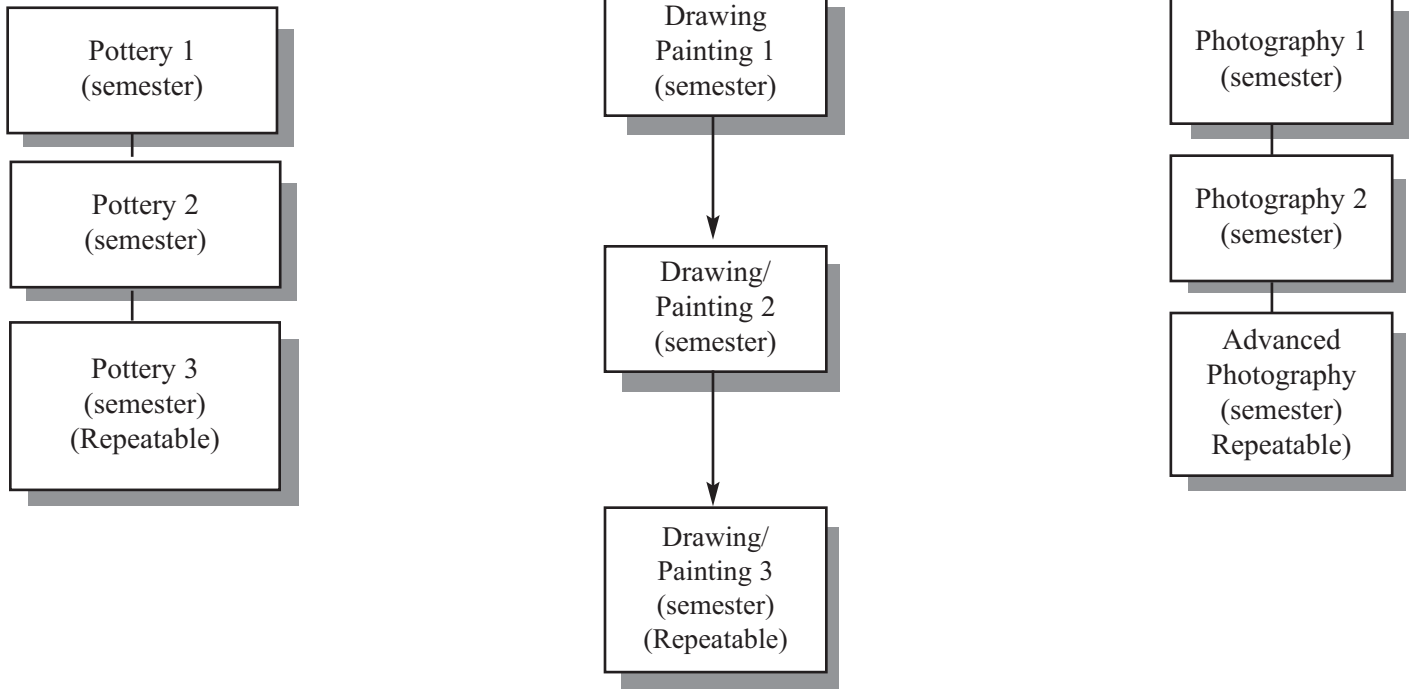 Pottery 1
(semester)
Pottery 2
(semester)
Pottery 3
(semester)
(Repeatable)
Drawing
Painting 1
(semester)
Drawing/
Painting 2
(semester)
Drawing/
Painting 3
(semester)
(Repeatable)
Photography 1
(semester)
Photography 2
(semester)
Advanced
Photography
(semester)
Repeatable)